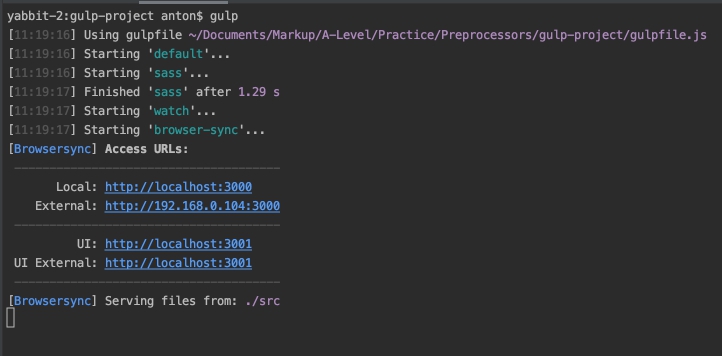 yabbit-2:gulp-project anton$ gulp
[11:19:16] Using gulpfile ~/Documents/Markup/A-Level/Practice/Preprocessors/gulp-project/gulpfile.js
[11:19:16] Starting 'default'...
[11:19:16] Starting 'sass'...
[11:19:17] Finished 'sass' after 1.29 s
[11:19:17] Starting 'watch'...
[11:19:17] Starting 'browser-sync'...
[Browsersync] Access URLs:
Local: http://localhost:3000
External: http://192.168.0.104:3000
UI: http://localhost:3001
UI External: http://localhost:3001
[Browsersync] Serving files from: ./src